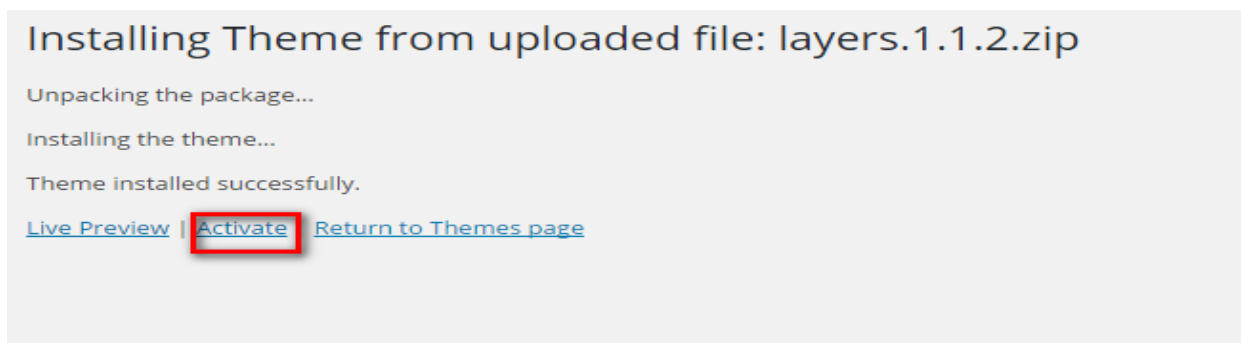 Installing Theme from uploaded file: layers.1.1.2.zip
Unpacking the package...
Installing the theme...
Theme installed successfully.
Live Preview | Activate Return to Themes page